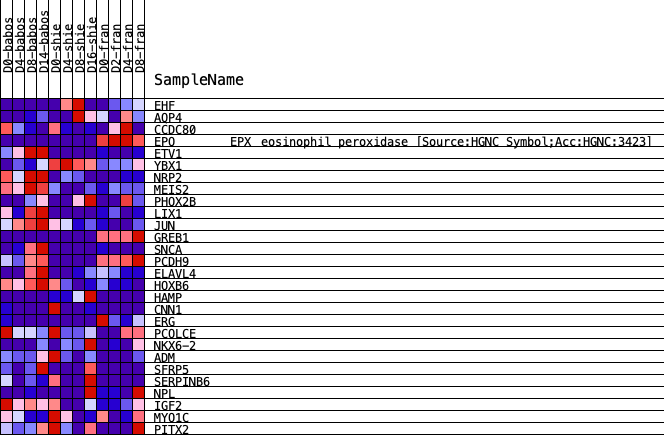 D0-babos
D4-babos
D8-babos
D14-babos
D0-shie
D4-shie
D8-shie
D16-shie
D0-fran
D2-fran
D4-fran
D8-fran
SampleName
EHF
AQP4
CCDC80
EPO EPX eosinophil peroxidase [Source:HGNC Symbol;Acc:HGNC:3423]
ETV1
YBX1
NRP2
MEIS2
PHOX2B
LIX1
JUN
GREB1
SNCA
PCDH9
ELAVL4
HOXB6
HAMP
CNN1
ERG
PCOLCE
NKX6-2
ADM
SFRP5
SERPINB6
NPL
IGF2
MYO1C
PITX2